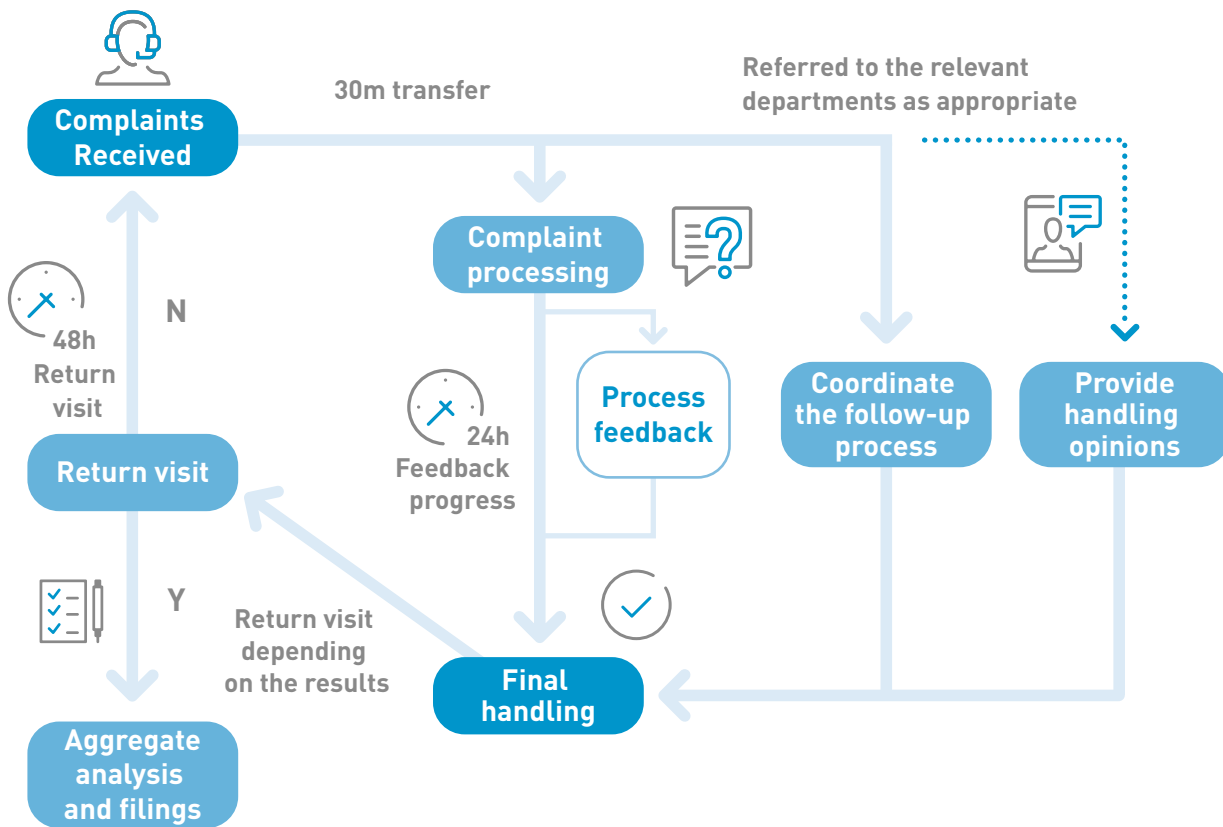 Complaints
Received
30m transfer
Referred to the relevant
departments as appropriate
Complaint
processing
N
48h
Return
visit
Process
feedback
24h
Feedback
progress
Coordinate
the follow-up
process
Provide
handling
opinions
Return visit
Y
Return visit
depending
on the results
Final
handling
Aggregate
analysis
and filings